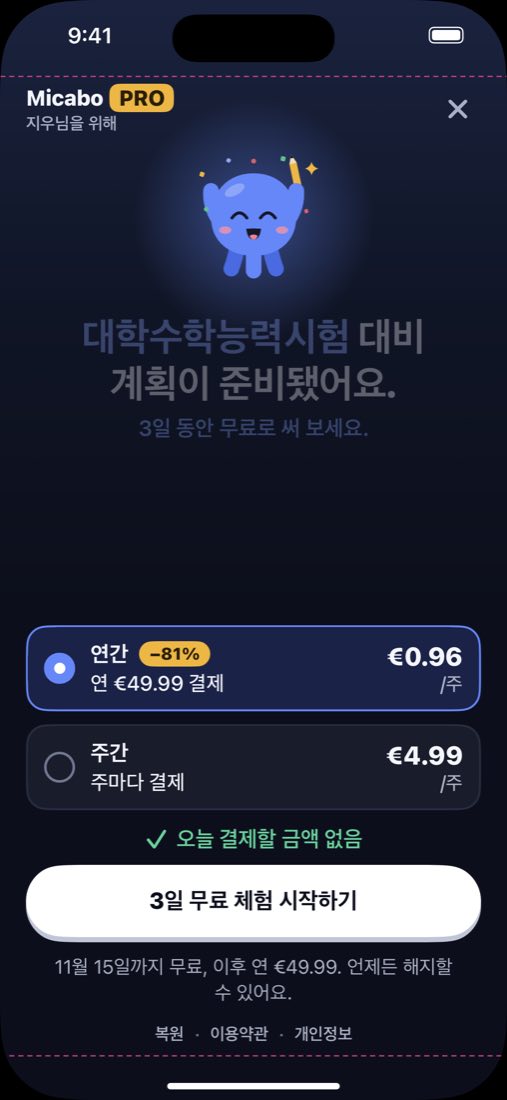 9:41
Micabo PRO
지우님을 위해
대학수학능력시험 대비
계획이 준비됐어요.
3일 동안 무료로 써 보세요.
연간 −81%
€0.96
연 €49.99 결제
/주
주간
€4.99
주마다 결제
/주
오늘 결제할 금액 없음
3일 무료 체험 시작하기
11월 15일까지 무료, 이후 연 €49.99. 언제든 해지할
수 있어요.
복원 · 이용약관 · 개인정보